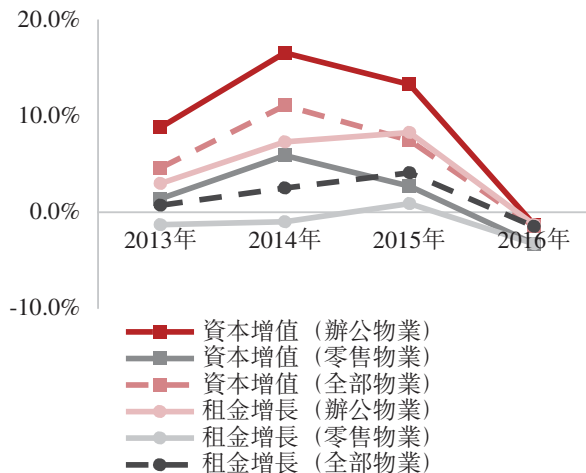 20.0%
10.0%
0.0%
-10.0%
2013年 2014年 2015年 2016年
資本增值（辦公物業）
資本增值（零售物業）
資本增值（全部物業）
租金增長（辦公物業）
租金增長（零售物業）
租金增長（全部物業）